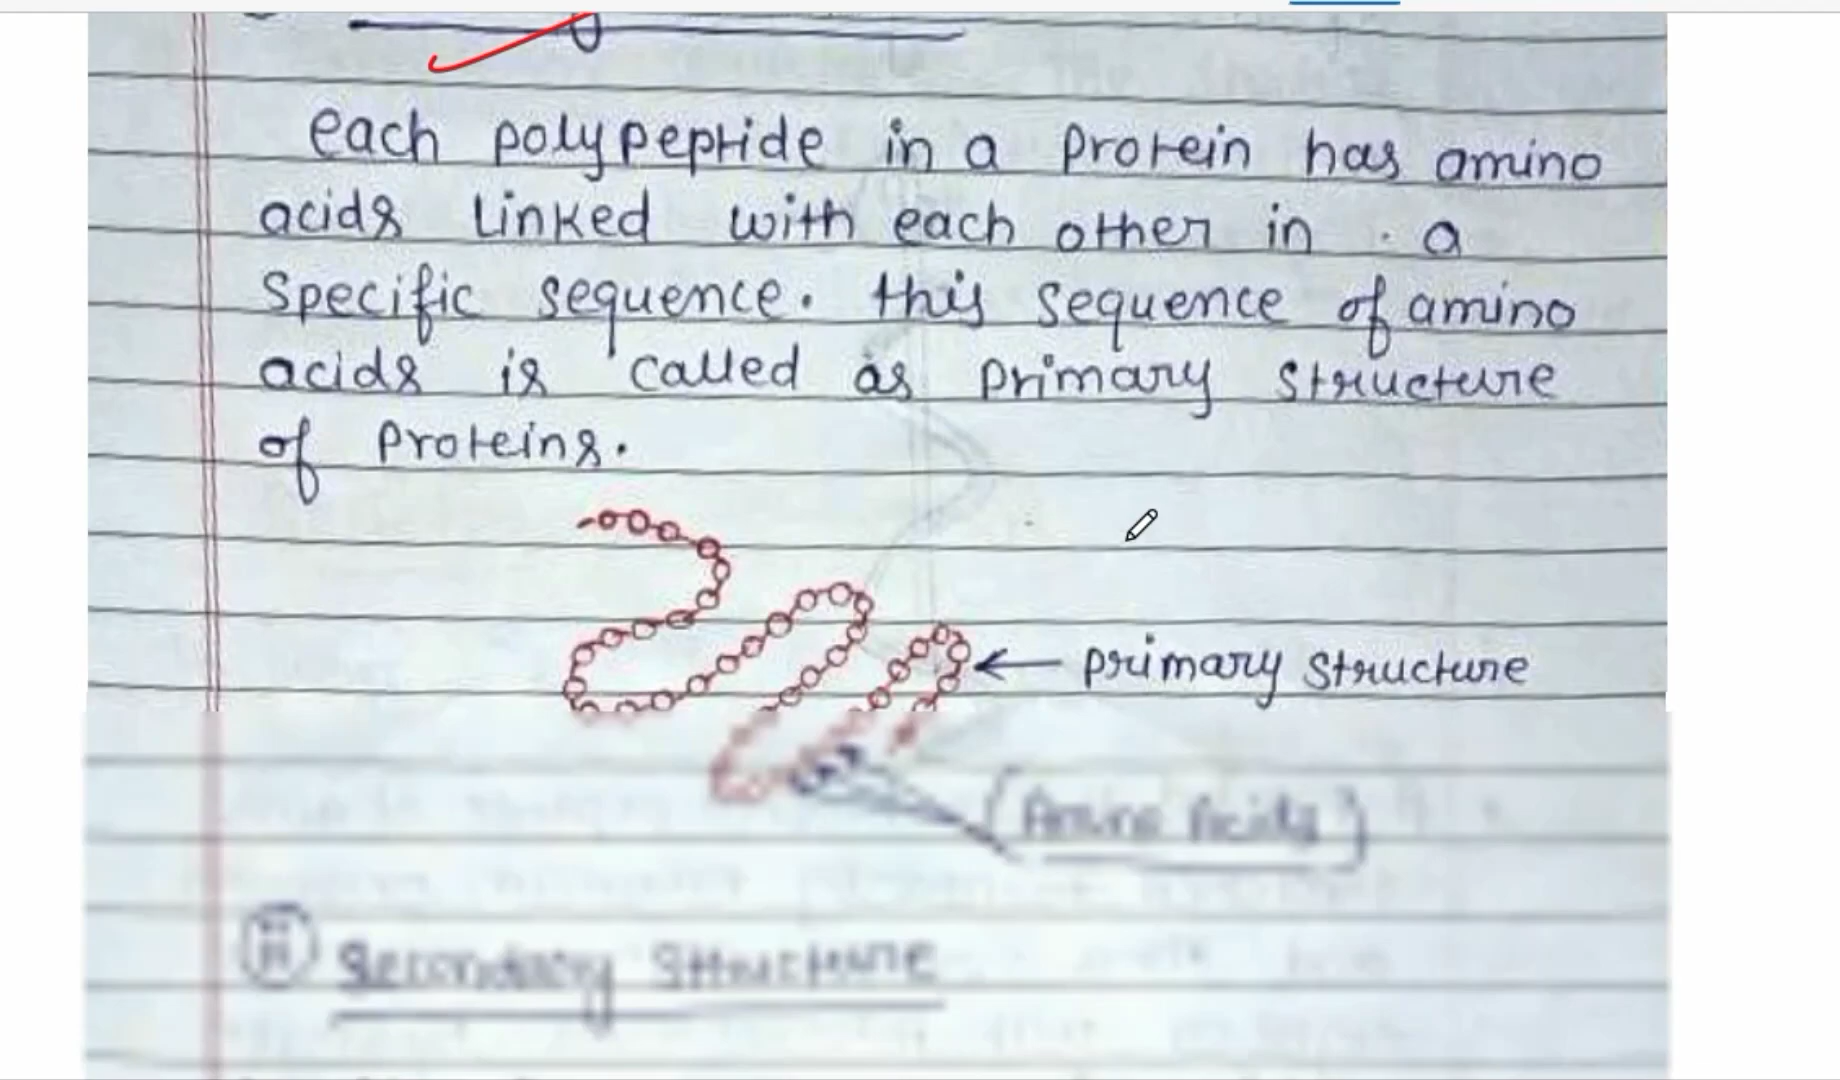 each polypeptide in a protein has amino
acids linked with each other in a
specific sequence. this sequence of amino
acids is called as primary structure
of proteins.
← primary structure
(Amino Acids)
(ii) Secondary Structure